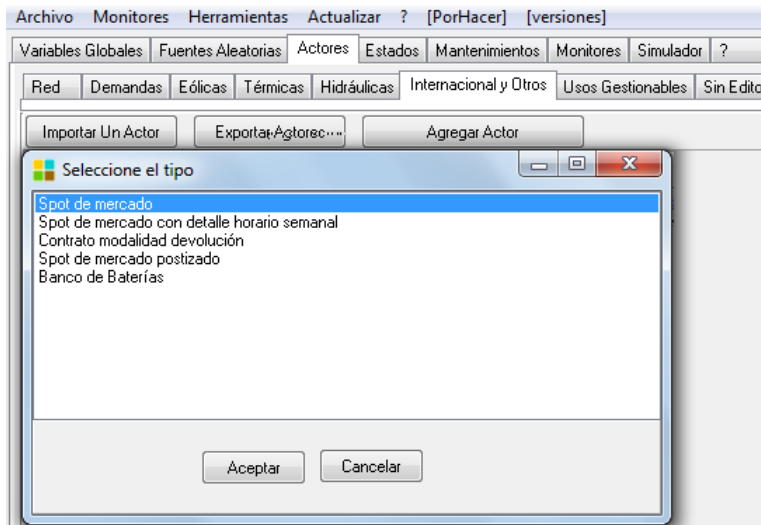 Archivo Monitores Herramientas Actualizar ? [PorHacer] [versiones]
Variables Globales Fuentes Aleatorias Actores Estados Mantenimientos Monitores Simulador ?
Red Demandas Eólicas Térmicas Hidráulicas Internacional y Otros Usos Gestionables Sin Edito
Importar Un Actor Exportar Agregar Actor
Seleccione el tipo
Spot de mercado
Spot de mercado con detalle horario semanal
Contrato modalidad devolución
Spot de mercado postizado
Banco de Baterías
Aceptar Cancelar